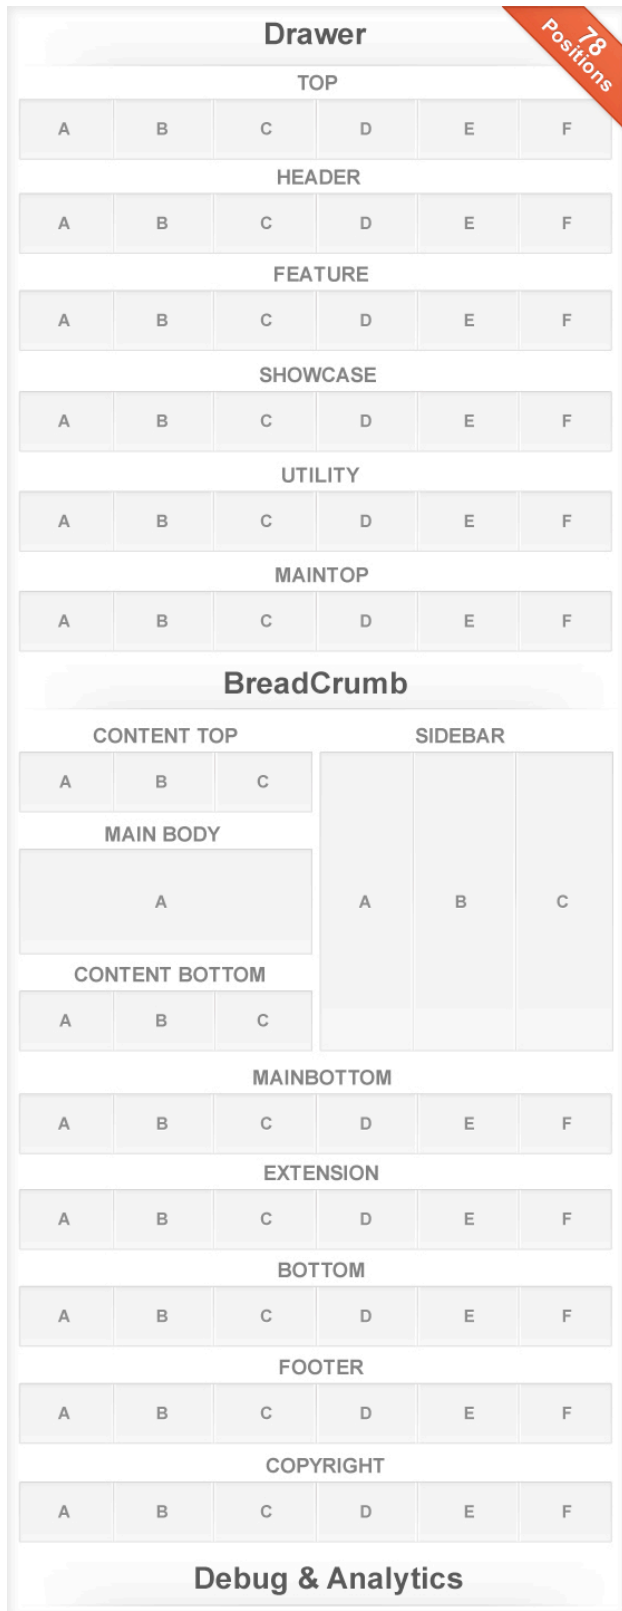 Drawer
78
Positions
TOP
A B C D E F
HEADER
A B C D E F
FEATURE
A B C D E F
SHOWCASE
A B C D E F
UTILITY
A B C D E F
MAINTOP
A B C D E F
BreadCrumb
CONTENT TOP
A B C
MAIN BODY
A
CONTENT BOTTOM
A B C
SIDEBAR
A B C
MAINBOTTOM
A B C D E F
EXTENSION
A B C D E F
BOTTOM
A B C D E F
FOOTER
A B C D E F
COPYRIGHT
A B C D E F
Debug & Analytics